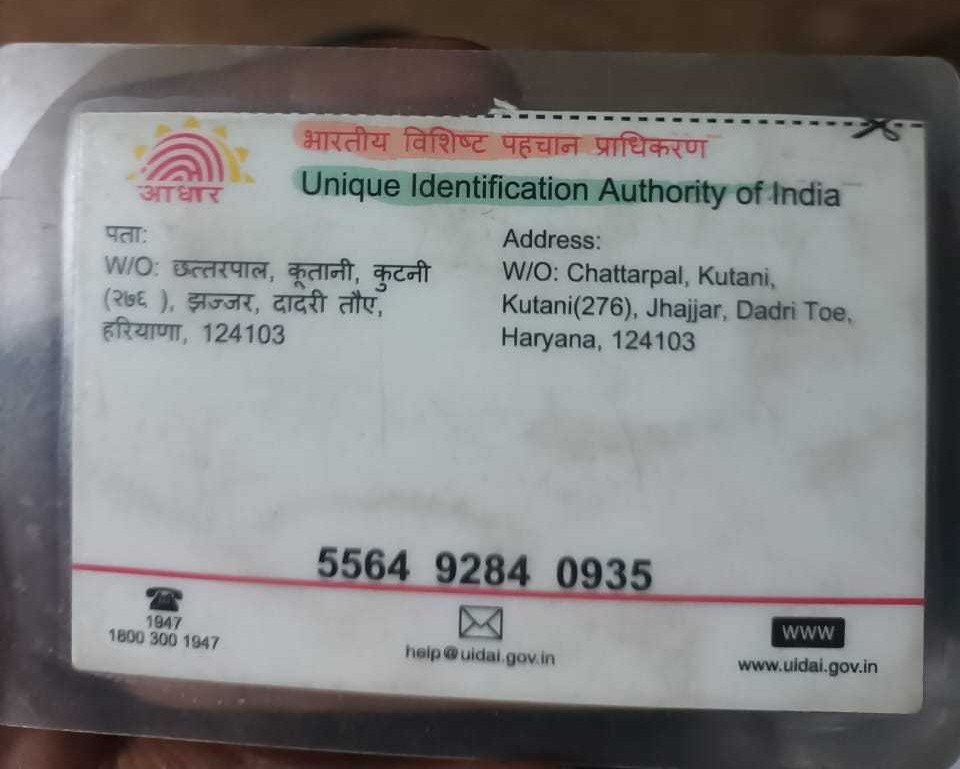 आधार
भारतीय विशिष्ट पहचान प्राधिकरण
Unique Identification Authority of India
पता:
W/O: छत्तरपाल, कूतानी, कुटनी
(२७६ ), झज्जर, दादरी तौए,
हरियाणा, 124103
Address:
W/O: Chattarpal, Kutani,
Kutani(276), Jhajjar, Dadri Toe,
Haryana, 124103
5564 9284 0935
1947
1800 300 1947
help@uidai.gov.in
www
www.uidai.gov.in